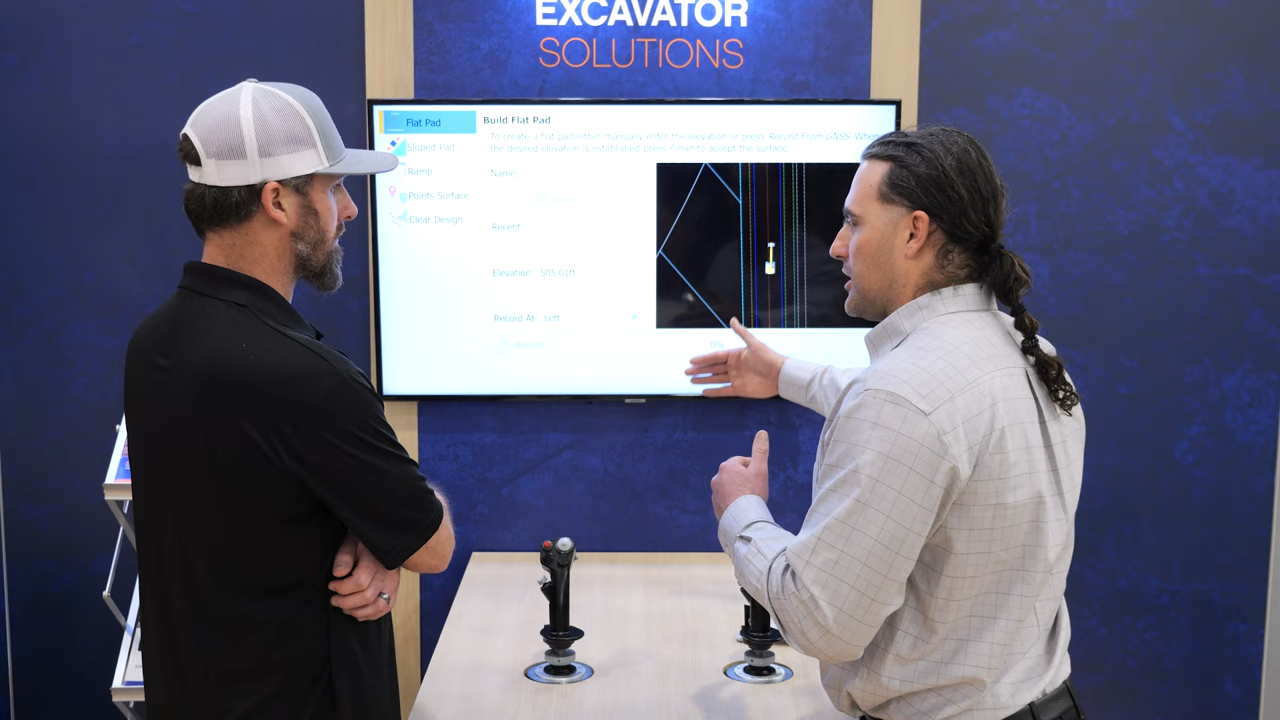 EXCAVATOR
SOLUTIONS
Flat Pad
Sloped Pad
Ramp
Points Surface
Clear Design
Build Flat Pad
To create a flat pad either manually enter the elevation or press Record From GNSS. When
the desired elevation is established press Finish to accept the surface.
Name:
Recent:
Elevation: 505.01ft
Record At: Left
Record
0%